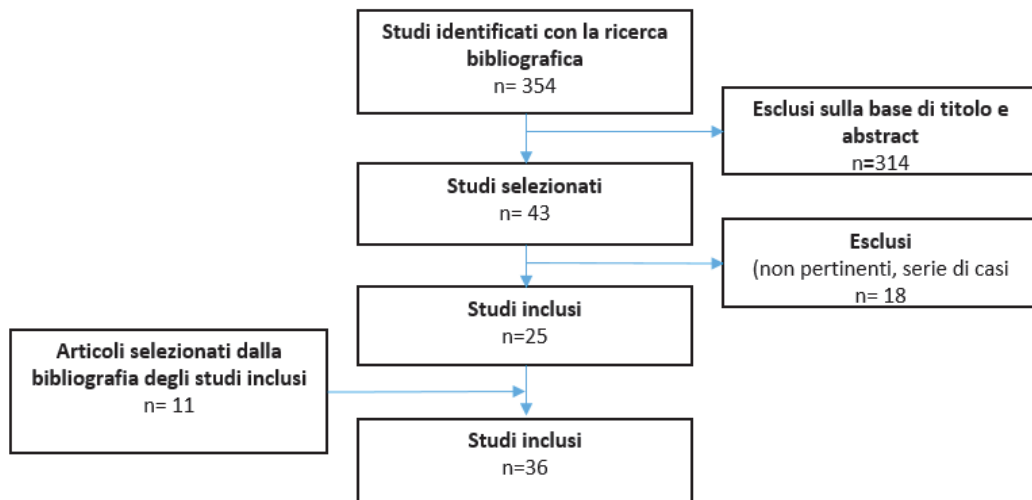 Studi identificati con la ricerca
bibliografica
n= 354
Esclusi sulla base di titolo e
abstract
n=314
Studi selezionati
n= 43
Esclusi
(non pertinenti, serie di casi
n= 18
Studi inclusi
n=25
Articoli selezionati dalla
bibliografia degli studi inclusi
n= 11
Studi inclusi
n=36